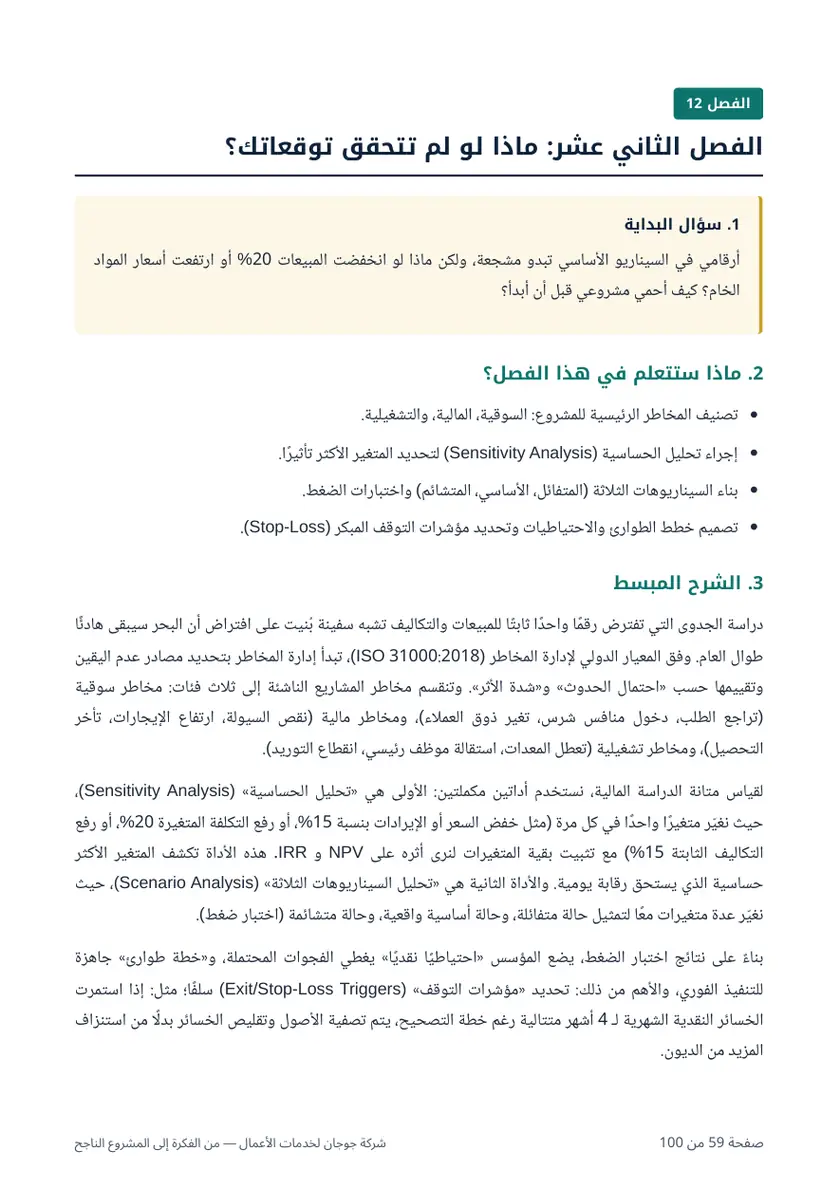 الفصل 12
الفصل الثاني عشر: ماذا لو لم تتحقق توقعاتك؟
1. سؤال البداية
أرقامي في السيناريو الأساسي تبدو مشجعة، ولكن ماذا لو انخفضت المبيعات 20% أو ارتفعت أسعار المواد
الخام؟ كيف أحمي مشروعي قبل أن أبدأ؟
2. ماذا ستتعلم في هذا الفصل؟
• تصنيف المخاطر الرئيسية للمشروع: السوقية، المالية، والتشغيلية.
• إجراء تحليل الحساسية (Sensitivity Analysis) لتحديد المتغير الأكثر تأثيرًا.
• بناء السيناريوهات الثلاثة (المتفائل، الأساسي، المتشائم) واختبارات الضغط.
• تصميم خطط الطوارئ والاحتياطيات وتحديد مؤشرات التوقف المبكر (Stop-Loss).
3. الشرح المبسط
دراسة الجدوى التي تفترض رقمًا واحدًا ثابتًا للمبيعات والتكاليف تشبه سفينة بُنيت على افتراض أن البحر سيبقى هادئًا
طوال العام. وفق المعيار الدولي لإدارة المخاطر (ISO 31000:2018)، تبدأ إدارة المخاطر بتحديد مصادر عدم اليقين
وتقييمها حسب «احتمال الحدوث» و«شدة الأثر». وتنقسم مخاطر المشاريع الناشئة إلى ثلاث فئات: مخاطر سوقية
(تراجع الطلب، دخول منافس شرس، تغير ذوق العملاء)، ومخاطر مالية (نقص السيولة، ارتفاع الإيجارات، تأخر
التحصيل)، ومخاطر تشغيلية (تعطل المعدات، استقالة موظف رئيسي، انقطاع التوريد).
لقياس متانة الدراسة المالية، نستخدم أداتين مكملتين: الأولى هي «تحليل الحساسية» (Sensitivity Analysis)،
حيث نغيّر متغيرًا واحدًا في كل مرة (مثل خفض السعر أو الإيرادات بنسبة 15%، أو رفع التكلفة المتغيرة 20%، أو رفع
التكاليف الثابتة 15%) مع تثبيت بقية المتغيرات لنرى أثره على NPV و IRR. هذه الأداة تكشف المتغير الأكثر
حساسية الذي يستحق رقابة يومية. والأداة الثانية هي «تحليل السيناريوهات الثلاثة» (Scenario Analysis)، حيث
نغيّر عدة متغيرات معًا لتمثيل حالة متفائلة، وحالة أساسية واقعية، وحالة متشائمة (اختبار ضغط).
بناءً على نتائج اختبار الضغط، يضع المؤسس «احتياطيًا نقديًا» يغطي الفجوات المحتملة، و«خطة طوارئ» جاهزة
للتنفيذ الفوري، والأهم من ذلك: تحديد «مؤشرات التوقف» (Exit/Stop-Loss Triggers) سلفًا؛ مثل: إذا استمرت
الخسائر النقدية الشهرية لـ 4 أشهر متتالية رغم خطة التصحيح، يتم تصفية الأصول وتقليص الخسائر بدلًا من استنزاف
المزيد من الديون.
صفحة 59 من 100
شركة جوجان لخدمات الأعمال — من الفكرة إلى المشروع الناجح